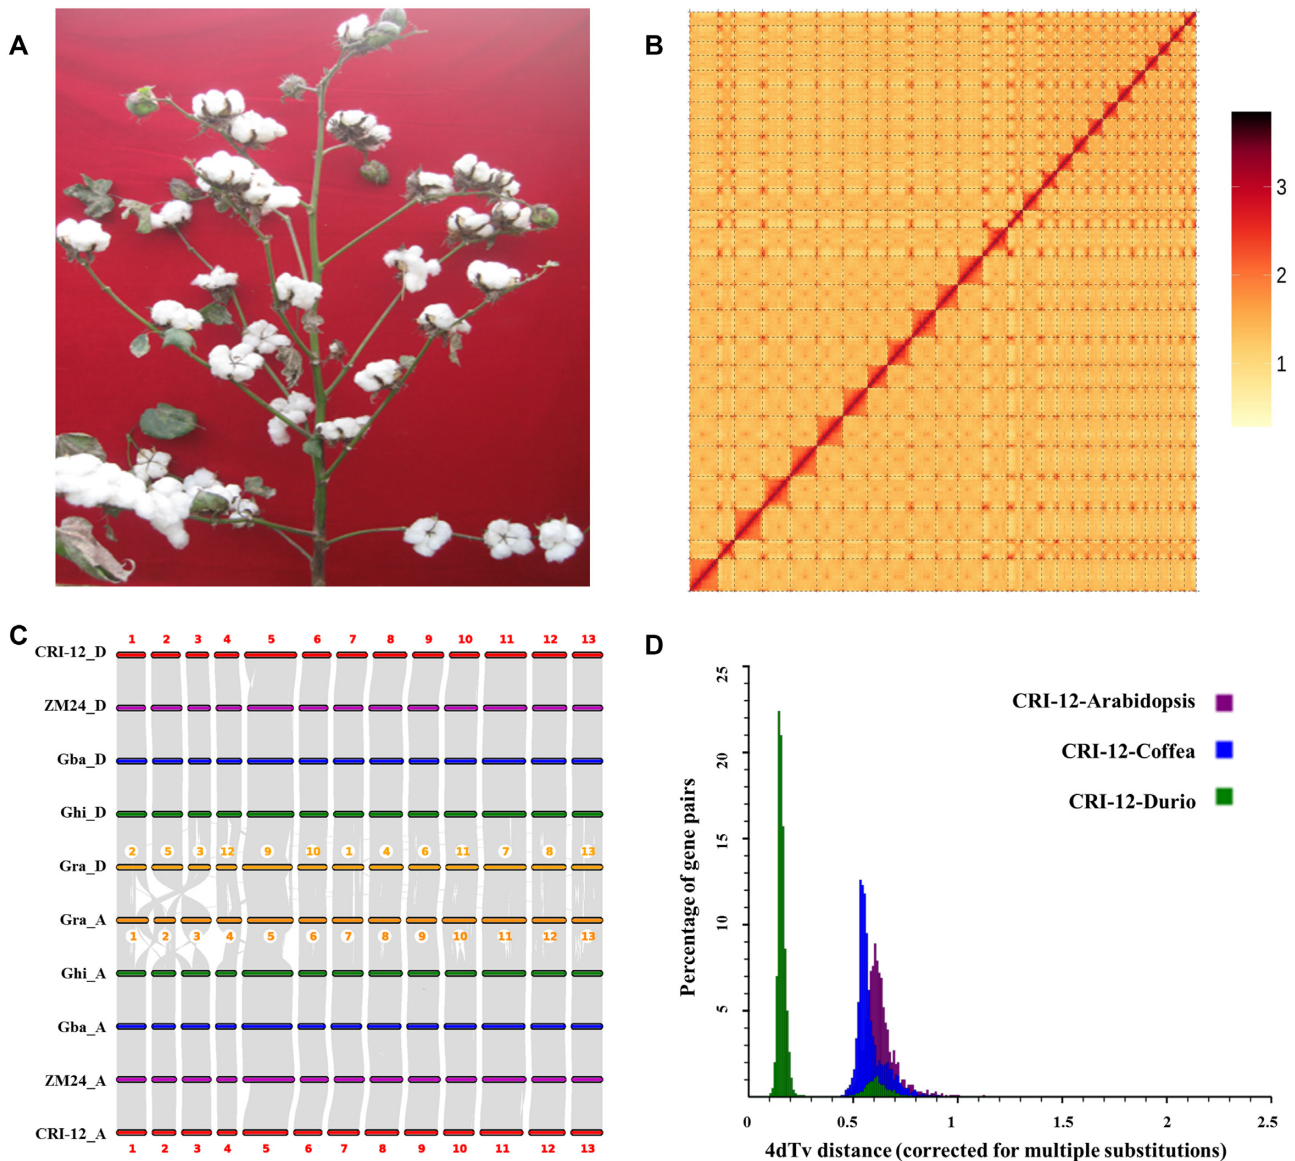 A
B
3
2
1
C
1 2 3 4 5 6 7 8 9 10 11 12 13
CRI-12_D
ZM24_D
Gba_D
Ghi_D
2 5 3 12 9 10 1 4 6 11 7 8 13
Gra_D
Gra_A
1 2 3 4 5 6 7 8 9 10 11 12 13
Ghi_A
Gba_A
ZM24_A
CRI-12_A
1 2 3 4 5 6 7 8 9 10 11 12 13
D
Percentage of gene pairs
25
20
15
10
5
CRI-12-Arabidopsis
CRI-12-Coffea
CRI-12-Durio
0 0.5 1 1.5 2 2.5
4dTv distance (corrected for multiple substitutions)